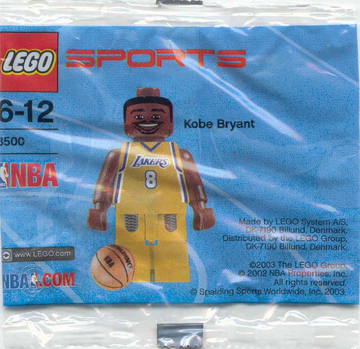 LEGO SPORTS
6-12
Kobe Bryant
3500
NBA
LAKERS
8
www.LEGO.com
NBA.COM
Made by LEGO System A/S,
DK-7190 Billund, Denmark.
Distributed by the LEGO Group,
DK-7190 Billund, Denmark.
©2003 The LEGO Group
© 2002 NBA Properties, Inc.
All rights reserved.
© Spalding Sports Worldwide, Inc. 2003.